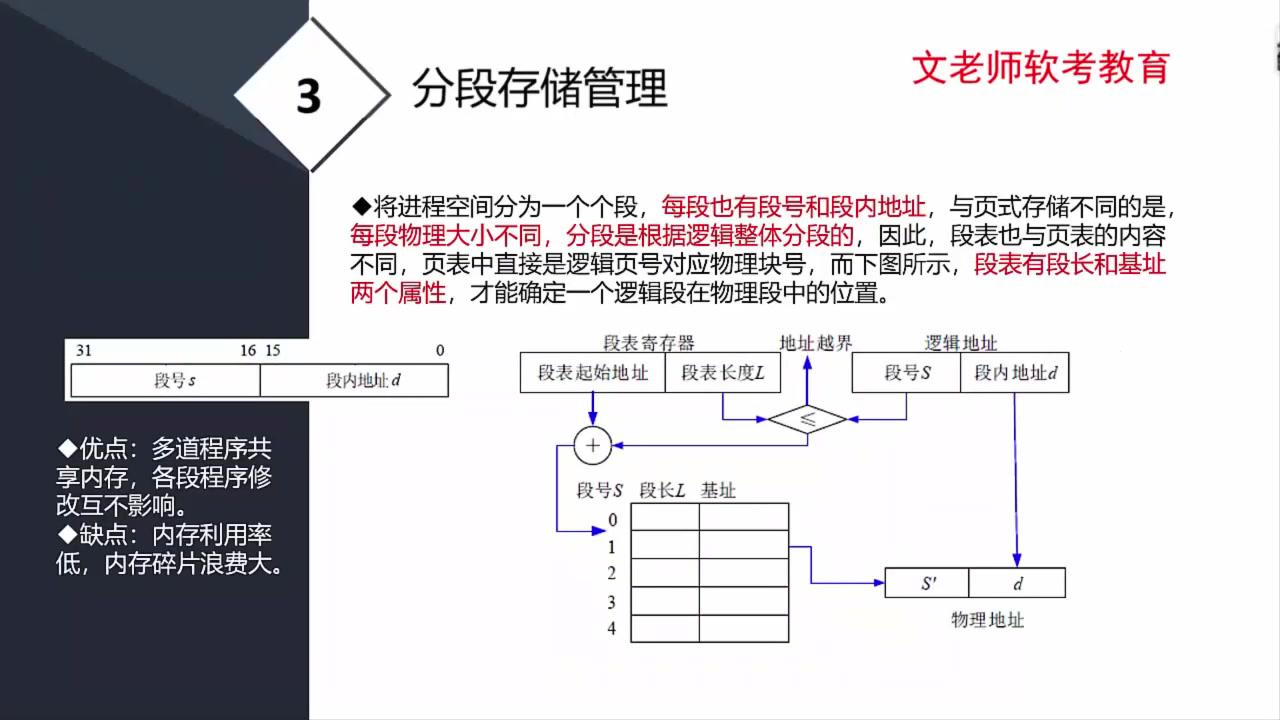 3
分段存储管理
文老师软考教育
◆将进程空间分为一个个段，每段也有段号和段内地址，与页式存储不同的是，
每段物理大小不同，分段是根据逻辑整体分段的，因此，段表也与页表的内容
不同，页表中直接是逻辑页号对应物理块号，而下图所示，段表有段长和基址
两个属性，才能确定一个逻辑段在物理段中的位置。
31 16 15 0
段号s 段内地址d
◆优点：多道程序共
享内存，各段程序修
改互不影响。
◆缺点：内存利用率
低，内存碎片浪费大。
段表寄存器 地址越界 逻辑地址
段表起始地址 段表长度L 段号S 段内地址d
≤
+
段号S 段长L 基址
0
1
2
3
4
S' d
物理地址